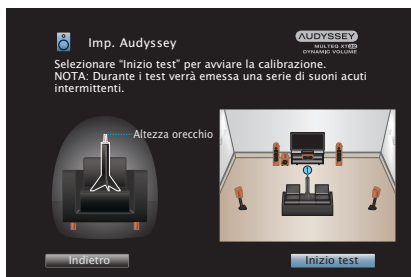 Imp. Audyssey
AUDYSSEY
MULTEQ XT32
DYNAMIC VOLUME
Selezionare “Inizio test” per avviare la calibrazione.
NOTA: Durante i test verrà emessa una serie di suoni acuti
intermittenti.
Altezza orecchio
Indietro
Inizio test